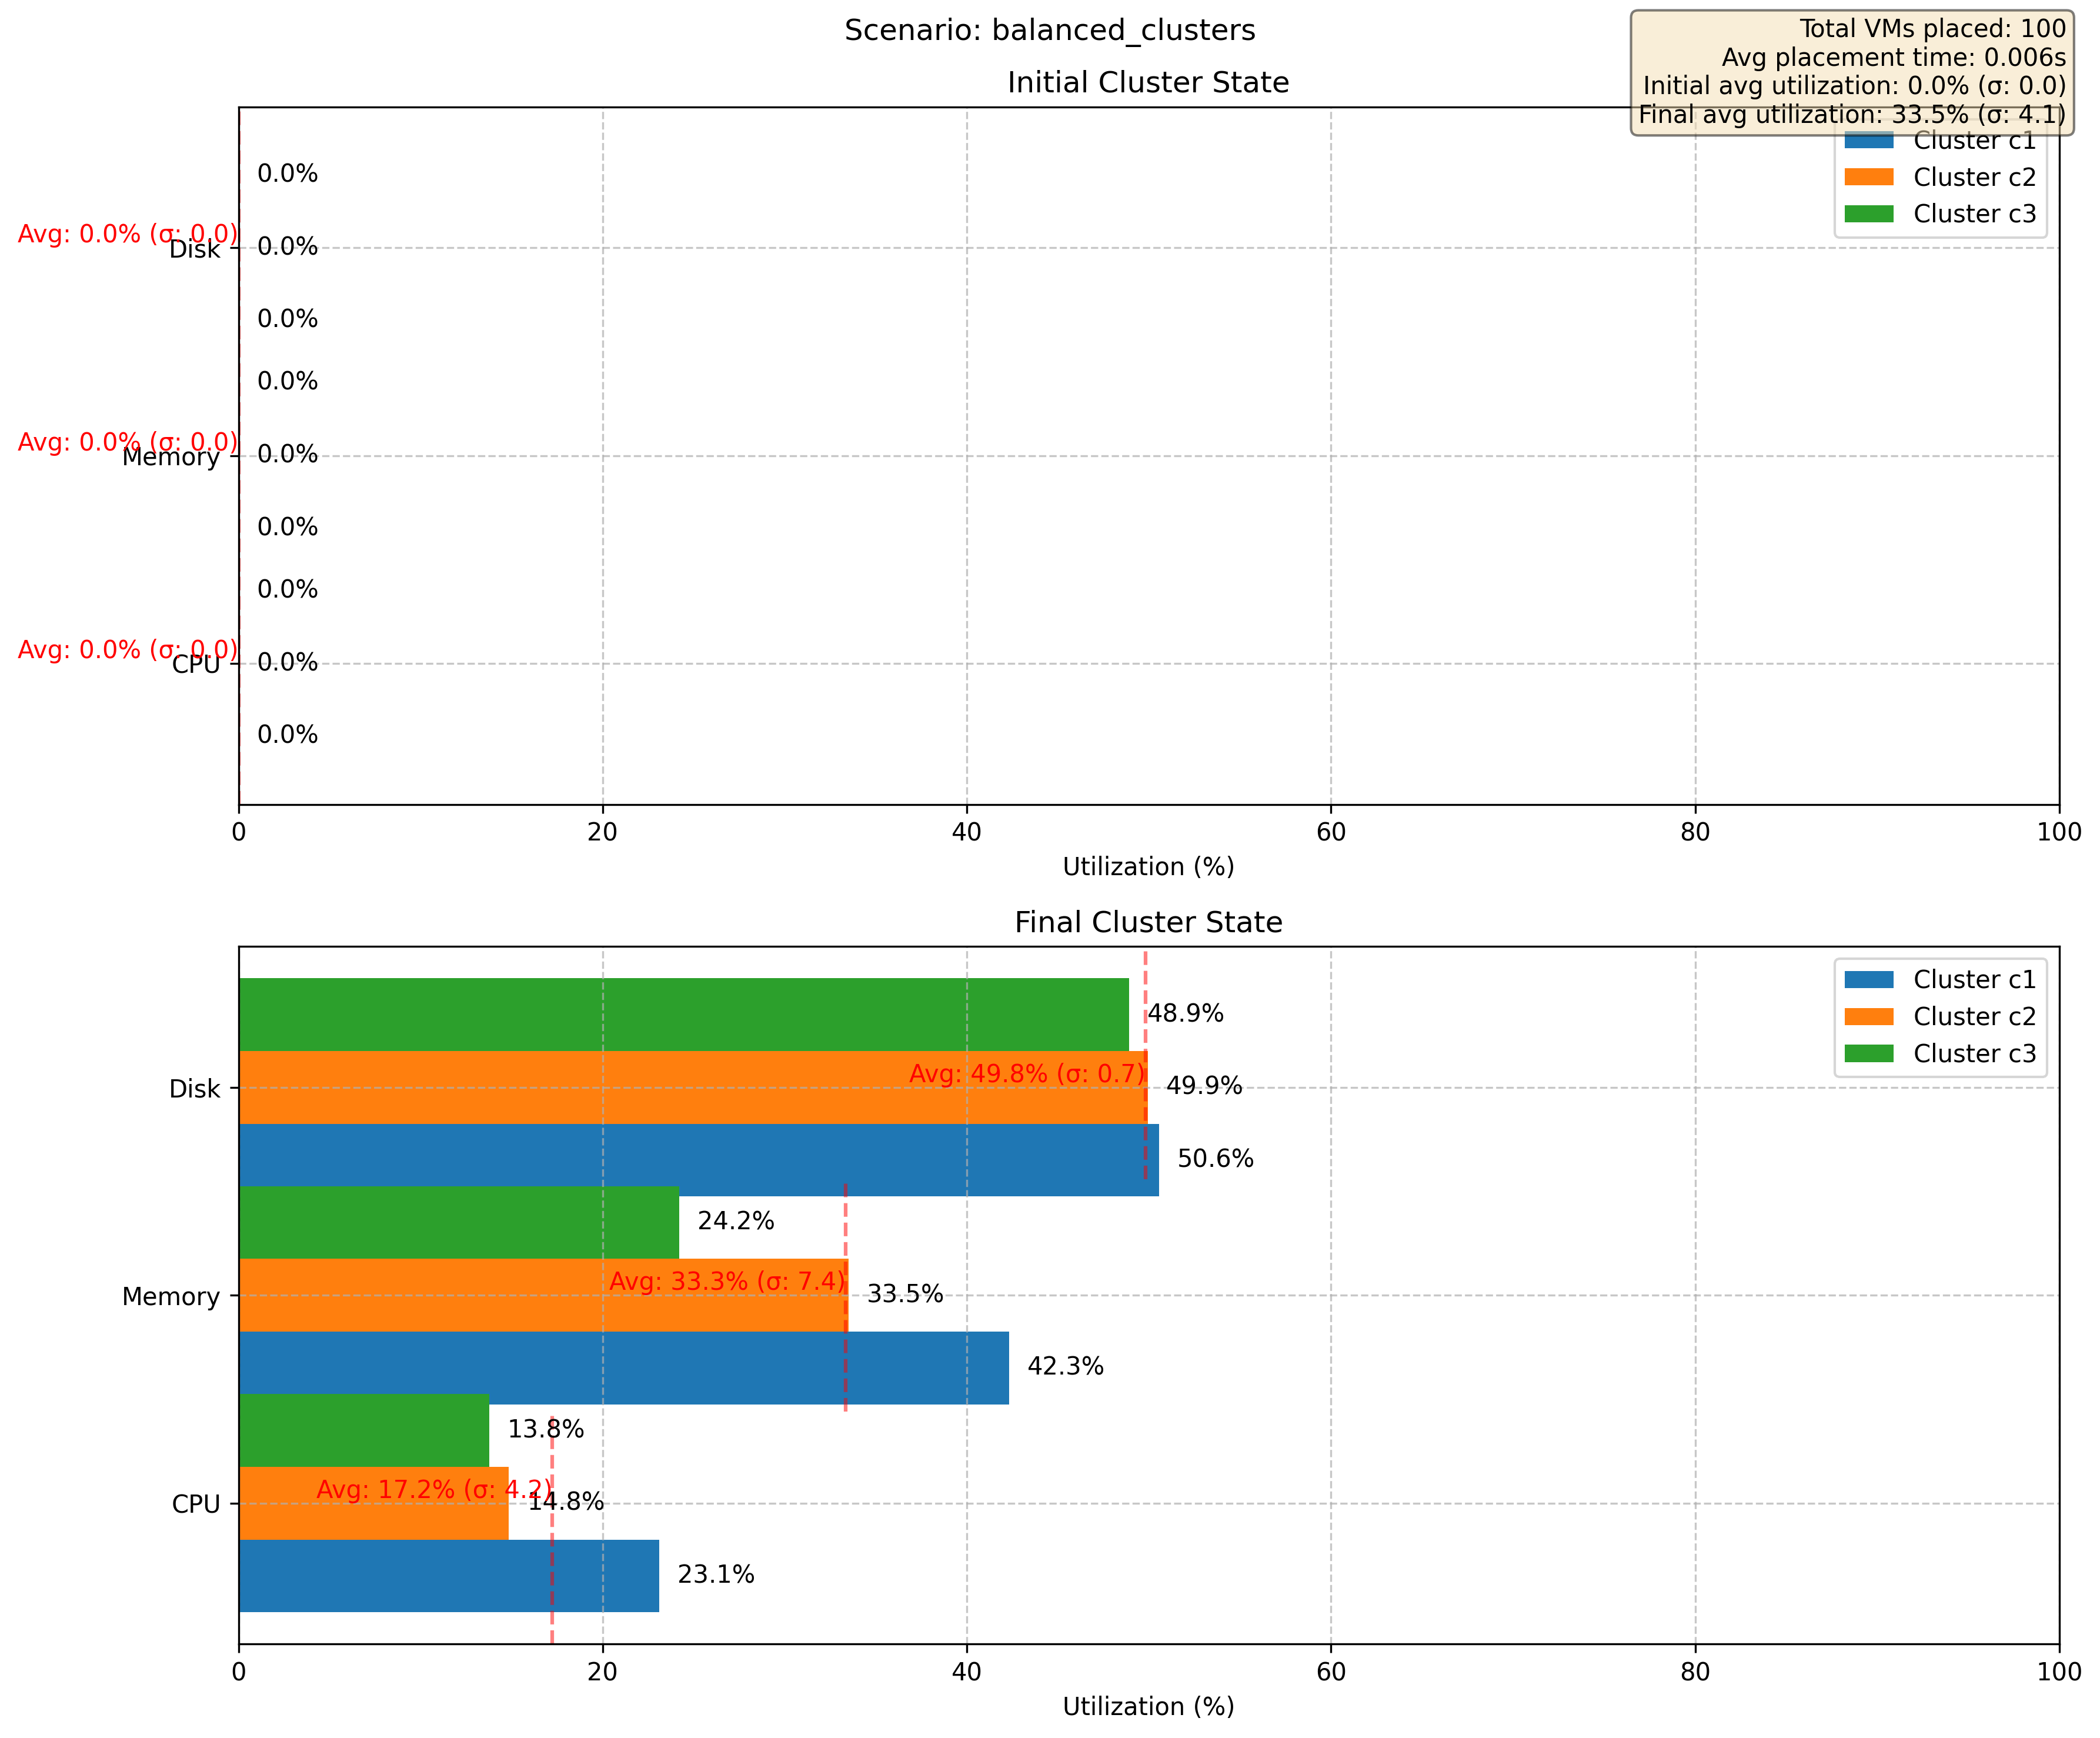 Scenario: balanced_clusters
Total VMs placed: 100
Avg placement time: 0.006s
Initial avg utilization: 0.0% (σ: 0.0)
Final avg utilization: 33.5% (σ: 4.1)
Initial Cluster State
Cluster c1
Cluster c2
Cluster c3
0.0%
Avg: 0.0% (σ: 0.0)
Disk
0.0%
0.0%
0.0%
Avg: 0.0% (σ: 0.0)
Memory
0.0%
0.0%
0.0%
Avg: 0.0% (σ: 0.0)
CPU
0.0%
0.0%
0 20 40 60 80 100
Utilization (%)
Final Cluster State
Cluster c1
Cluster c2
Cluster c3
48.9%
Avg: 49.8% (σ: 0.7)
Disk
49.9%
50.6%
24.2%
Avg: 33.3% (σ: 7.4)
Memory
33.5%
42.3%
13.8%
Avg: 17.2% (σ: 4.2)
CPU
14.8%
23.1%
0 20 40 60 80 100
Utilization (%)